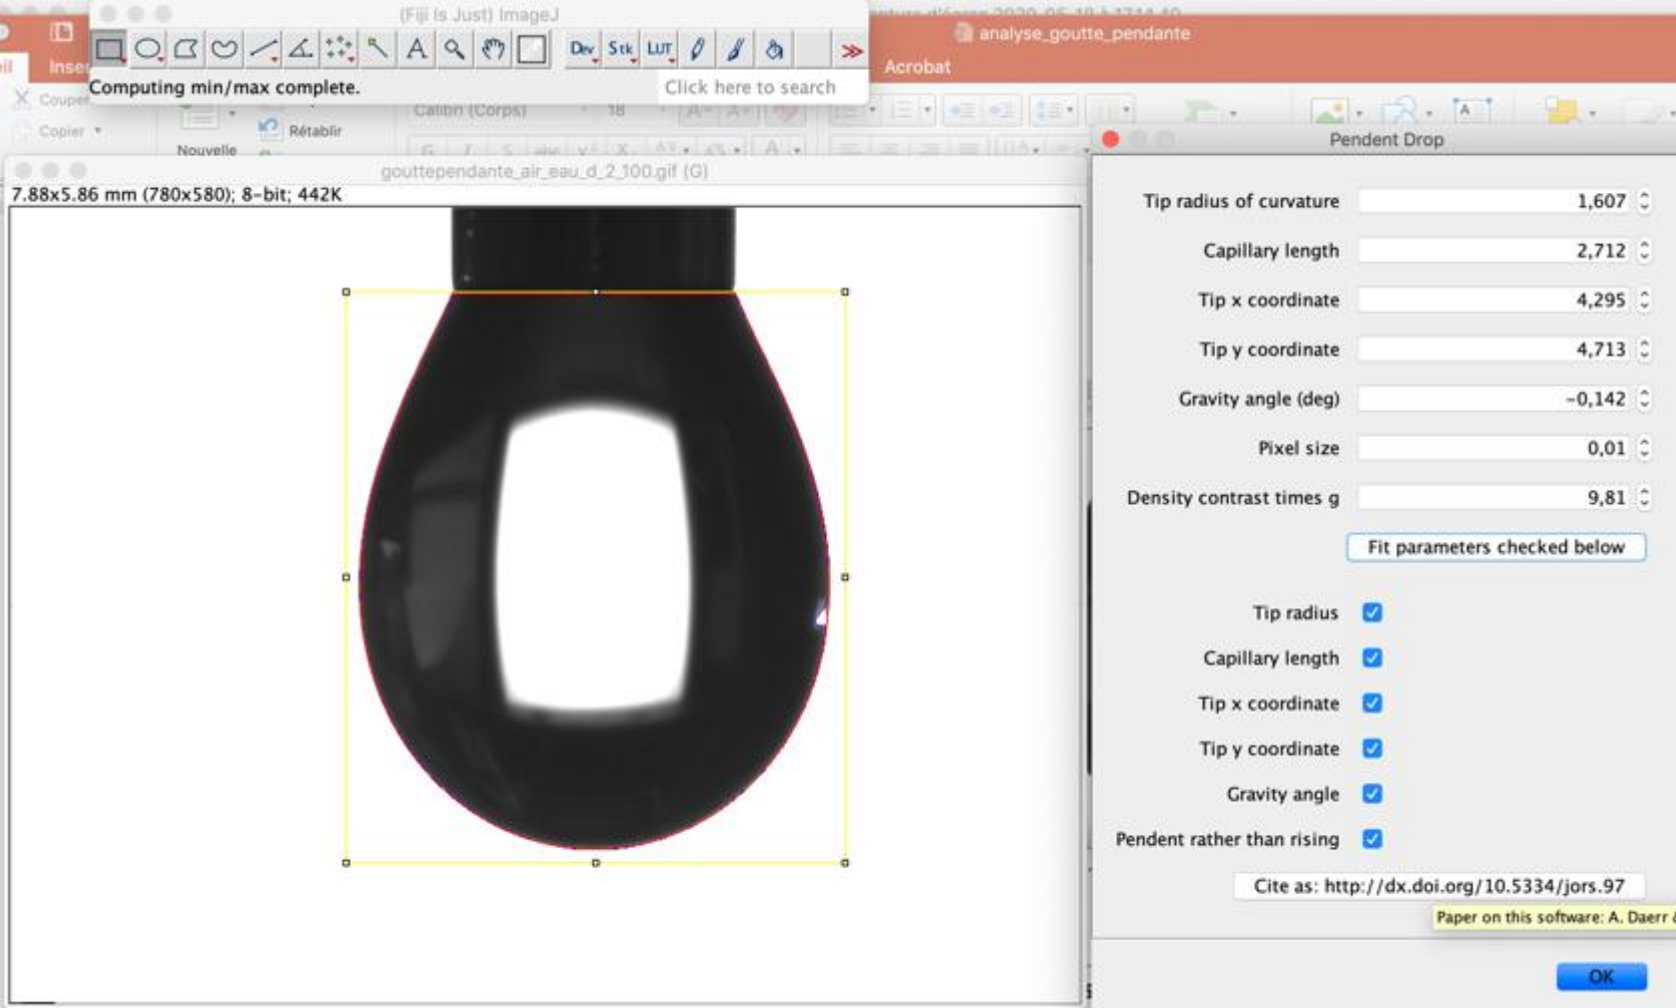 (Fiji Is Just) ImageJ
analyse_goutte_pendante
Dev Stk LUT
Acrobat
Computing min/max complete.
Click here to search
Calibri (Corps) 18
Copier
Rétablir
Nouvelle
Pendent Drop
gouttependante_air_eau_d_2_100.gif (G)
7.88x5.86 mm (780x580); 8-bit; 442K
Tip radius of curvature 1,607
Capillary length 2,712
Tip x coordinate 4,295
Tip y coordinate 4,713
Gravity angle (deg) -0,142
Pixel size 0,01
Density contrast times g 9,81
Fit parameters checked below
Tip radius
Capillary length
Tip x coordinate
Tip y coordinate
Gravity angle
Pendent rather than rising
Cite as: http://dx.doi.org/10.5334/jors.97
Paper on this software: A. Daerr
OK